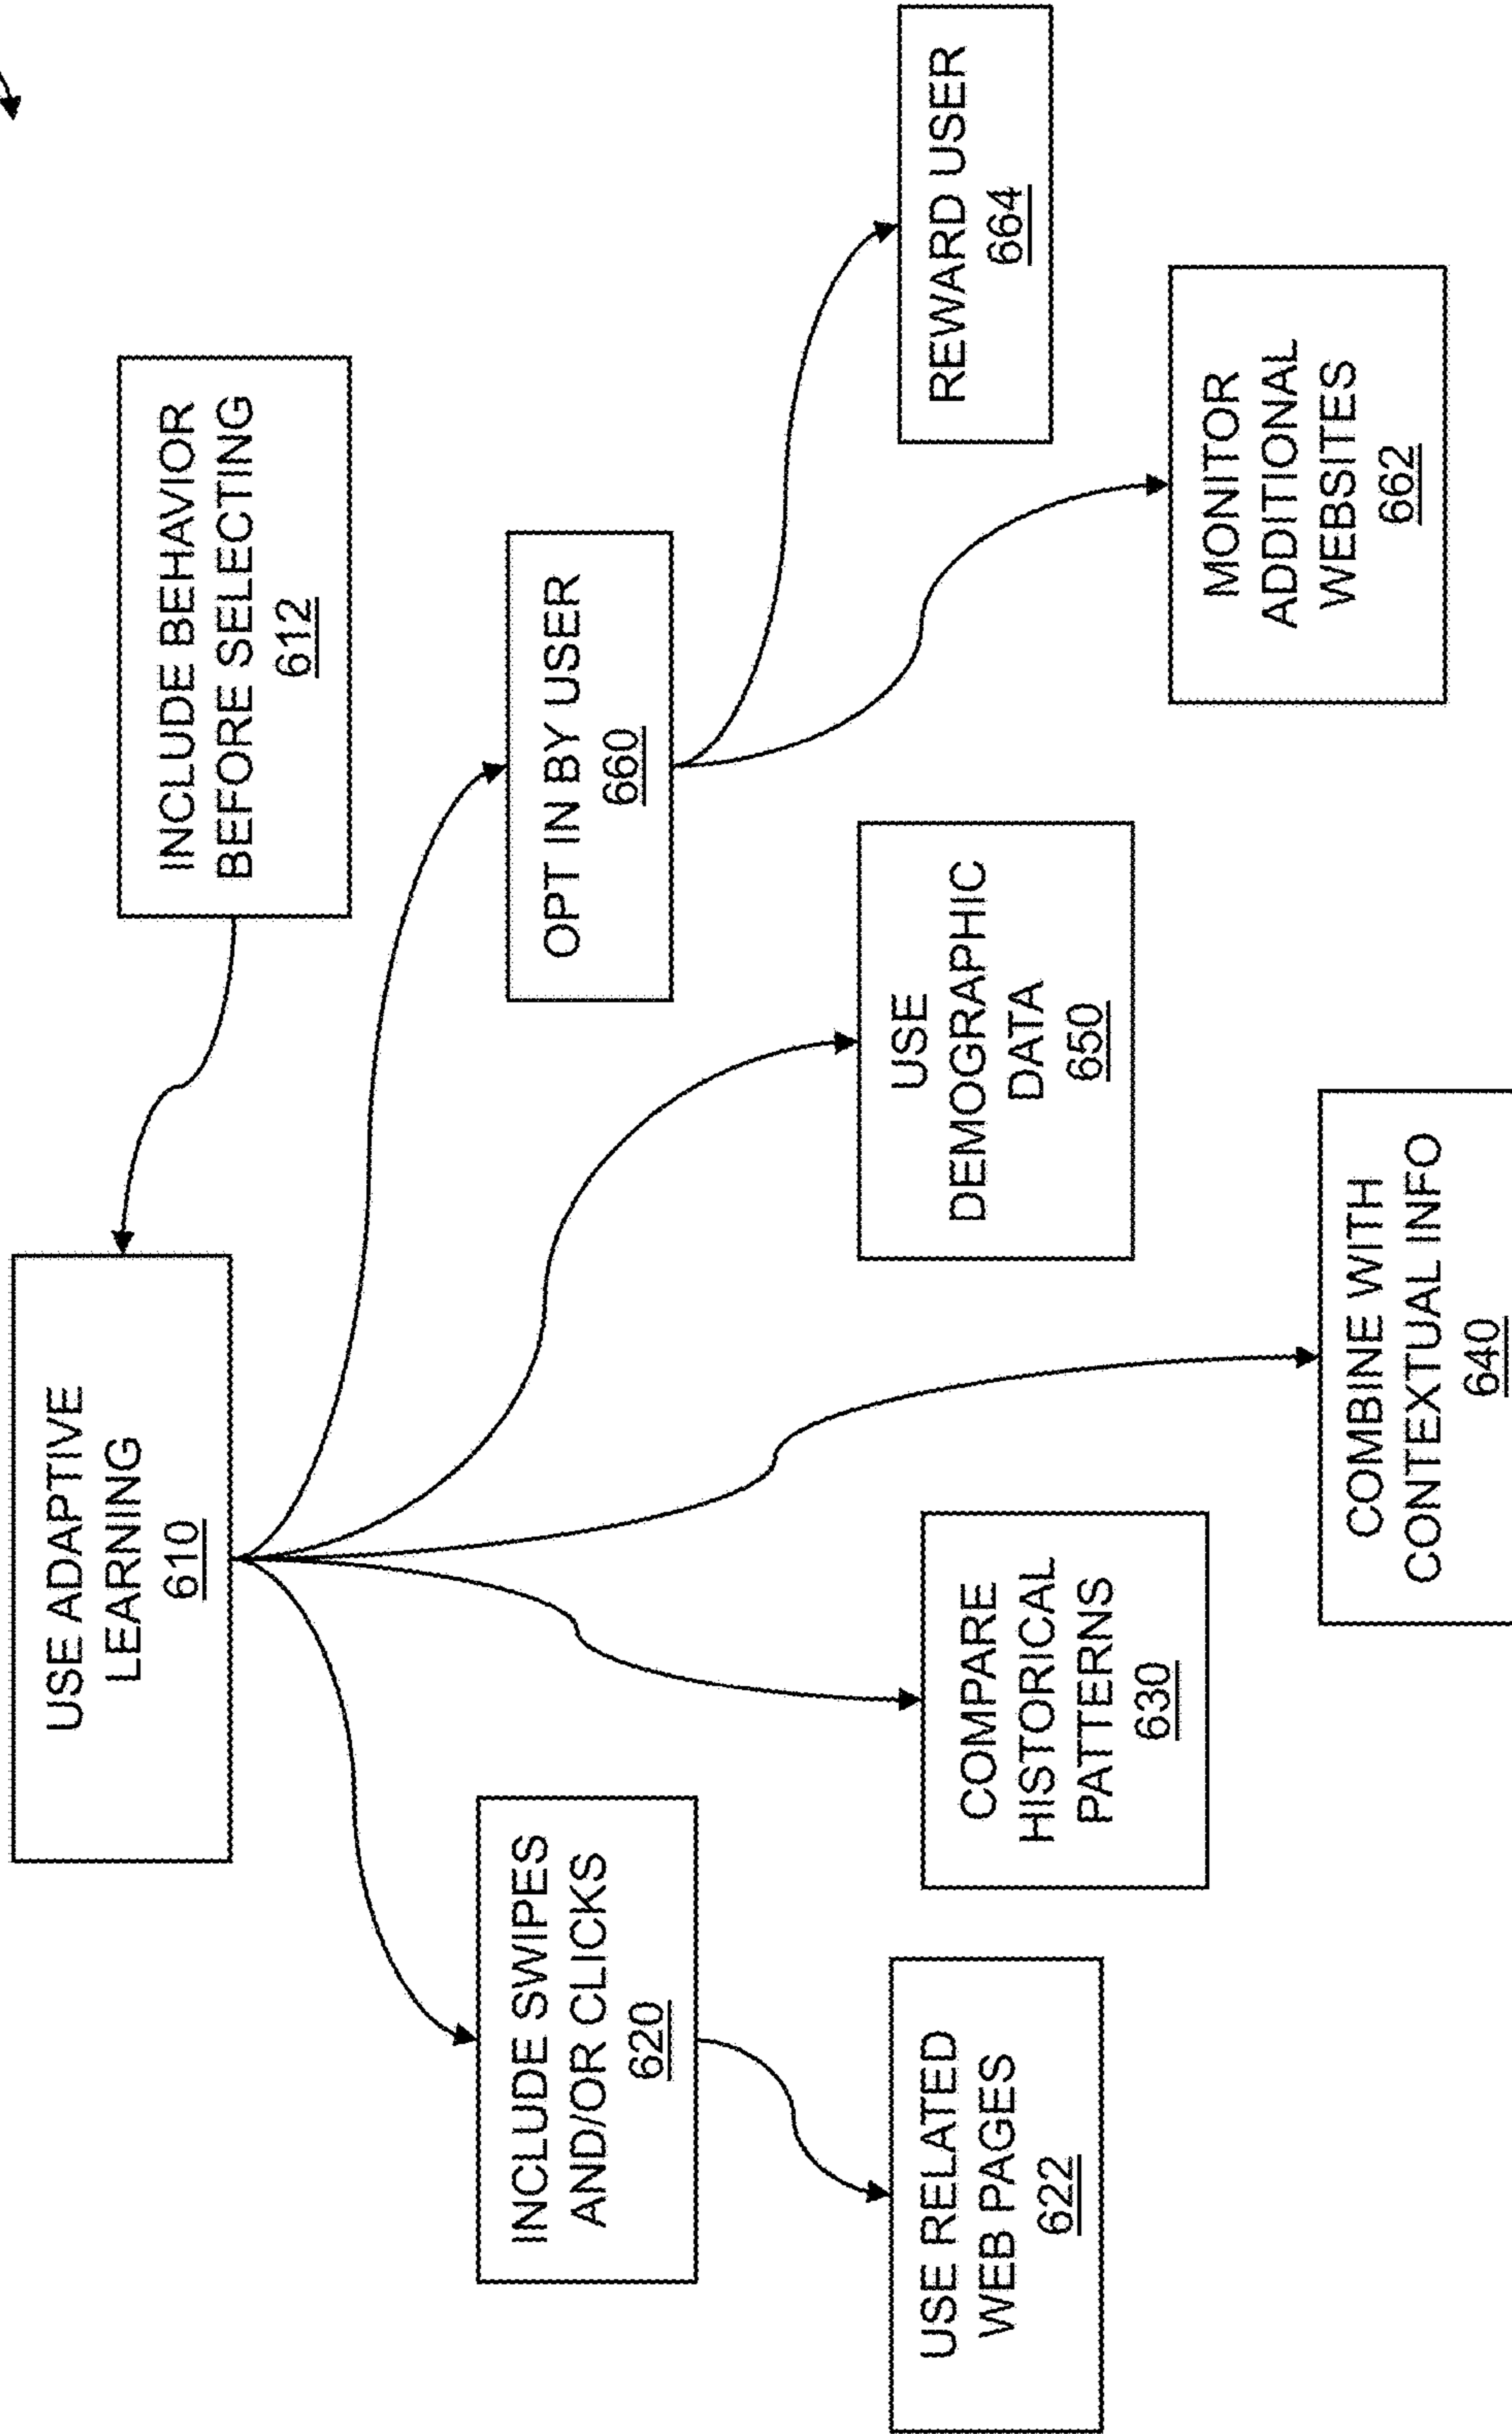 USE ADAPTIVE
LEARNING
610
INCLUDE BEHAVIOR
BEFORE SELECTING
612
INCLUDE SWIPES
AND/OR CLICKS
620
OPT IN BY USER
660
USE RELATED
WEB PAGES
622
COMPARE
HISTORICAL
PATTERNS
630
USE
DEMOGRAPHIC
DATA
650
REWARD USER
664
COMBINE WITH
CONTEXTUAL INFO
640
MONITOR
ADDITIONAL
WEBSITES
662